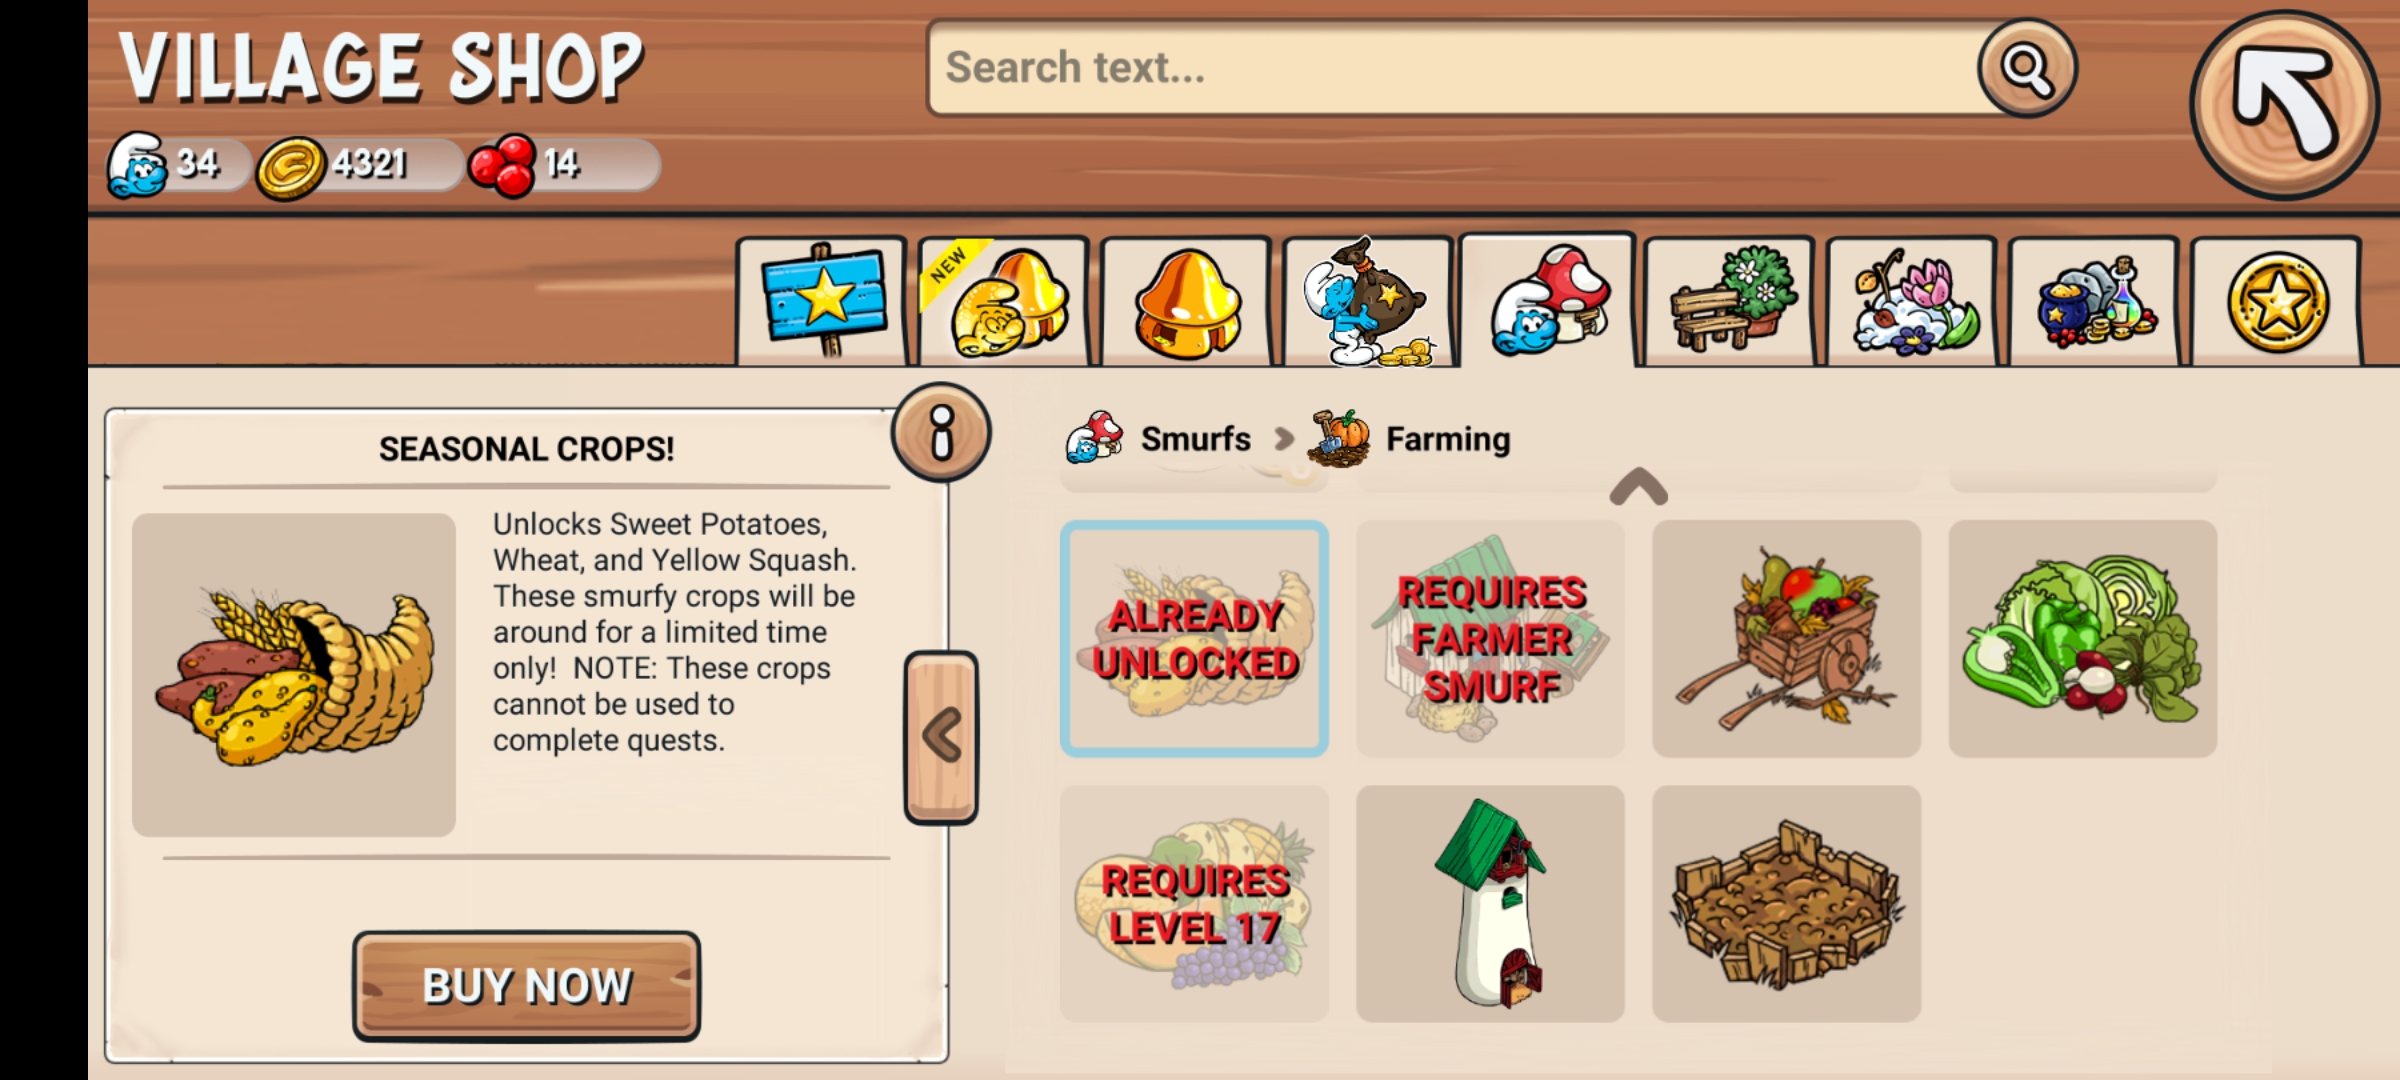 VILLAGE SHOP
Search text...
34
4321
14
NEW
SEASONAL CROPS!
Unlocks Sweet Potatoes,
Wheat, and Yellow Squash.
These smurfy crops will be
around for a limited time
only!  NOTE: These crops
cannot be used to
complete quests.
BUY NOW
Smurfs
Farming
ALREADY
UNLOCKED
REQUIRES
FARMER
SMURF
REQUIRES
LEVEL 17